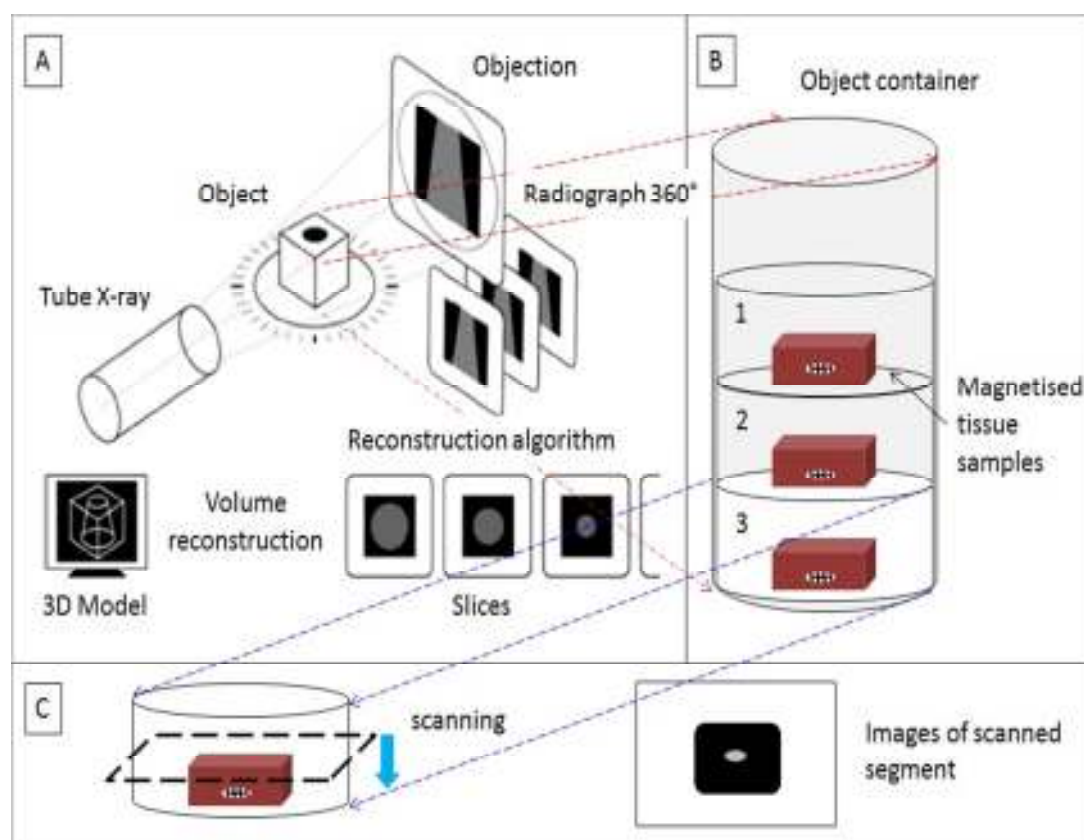 A
Objection
Object
Radiograph 360°
Tube X-ray
Reconstruction algorithm
Volume
reconstruction
3D Model
Slices
B
Object container
1
2
3
Magnetised
tissue
samples
C
scanning
Images of scanned
segment